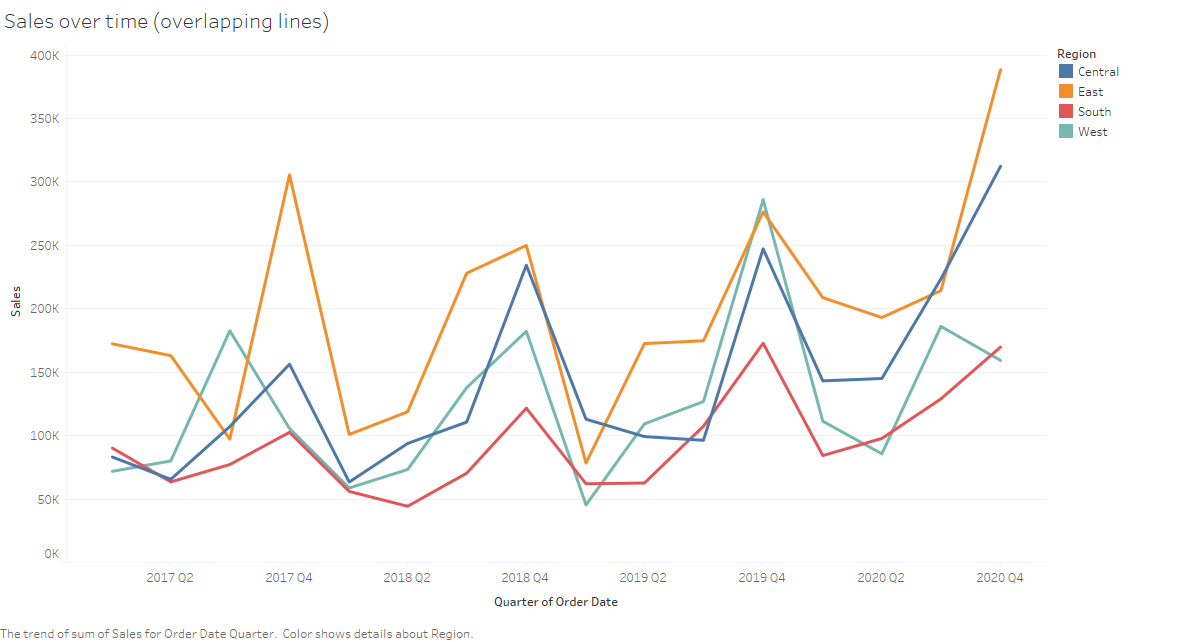 Sales over time (overlapping lines)
400K
350K
300K
250K
200K
150K
100K
50K
0K
Sales
2017 Q2
2017 Q4
2018 Q2
2018 Q4
2019 Q2
2019 Q4
2020 Q2
2020 Q4
Quarter of Order Date
Region
Central
East
South
West
The trend of sum of Sales for Order Date Quarter. Color shows details about Region.